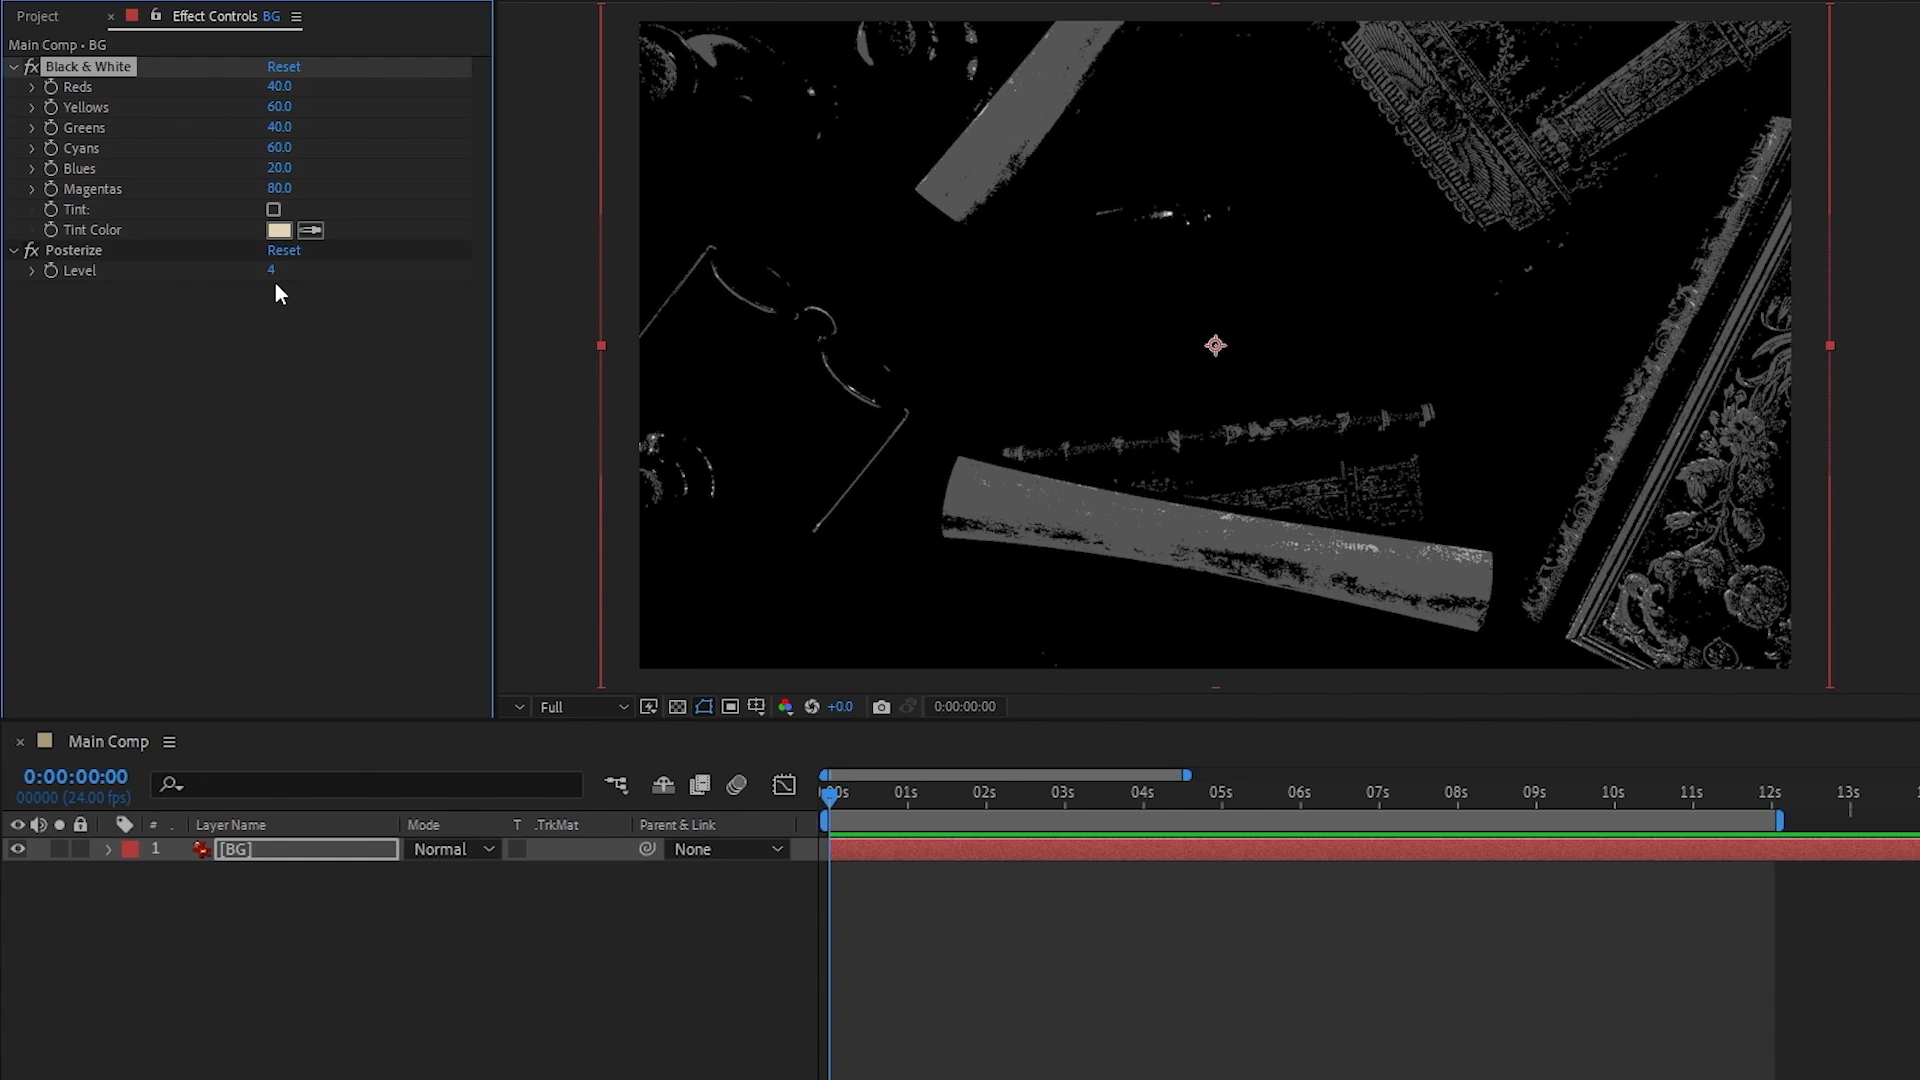 Project × Effect Controls BG
Main Comp • BG
fx Black & White Reset
Reds 40.0
Yellows 60.0
Greens 40.0
Cyans 60.0
Blues 20.0
Magentas 80.0
Tint:
Tint Color
fx Posterize Reset
Level 4
Full +0.0 0:00:00:00
× Main Comp
0:00:00:00
00000 (24.00 fps)
00s 01s 02s 03s 04s 05s 06s 07s 08s 09s 10s 11s 12s 13s
# . Layer Name Mode T .TrkMat Parent & Link
1 [BG] Normal None